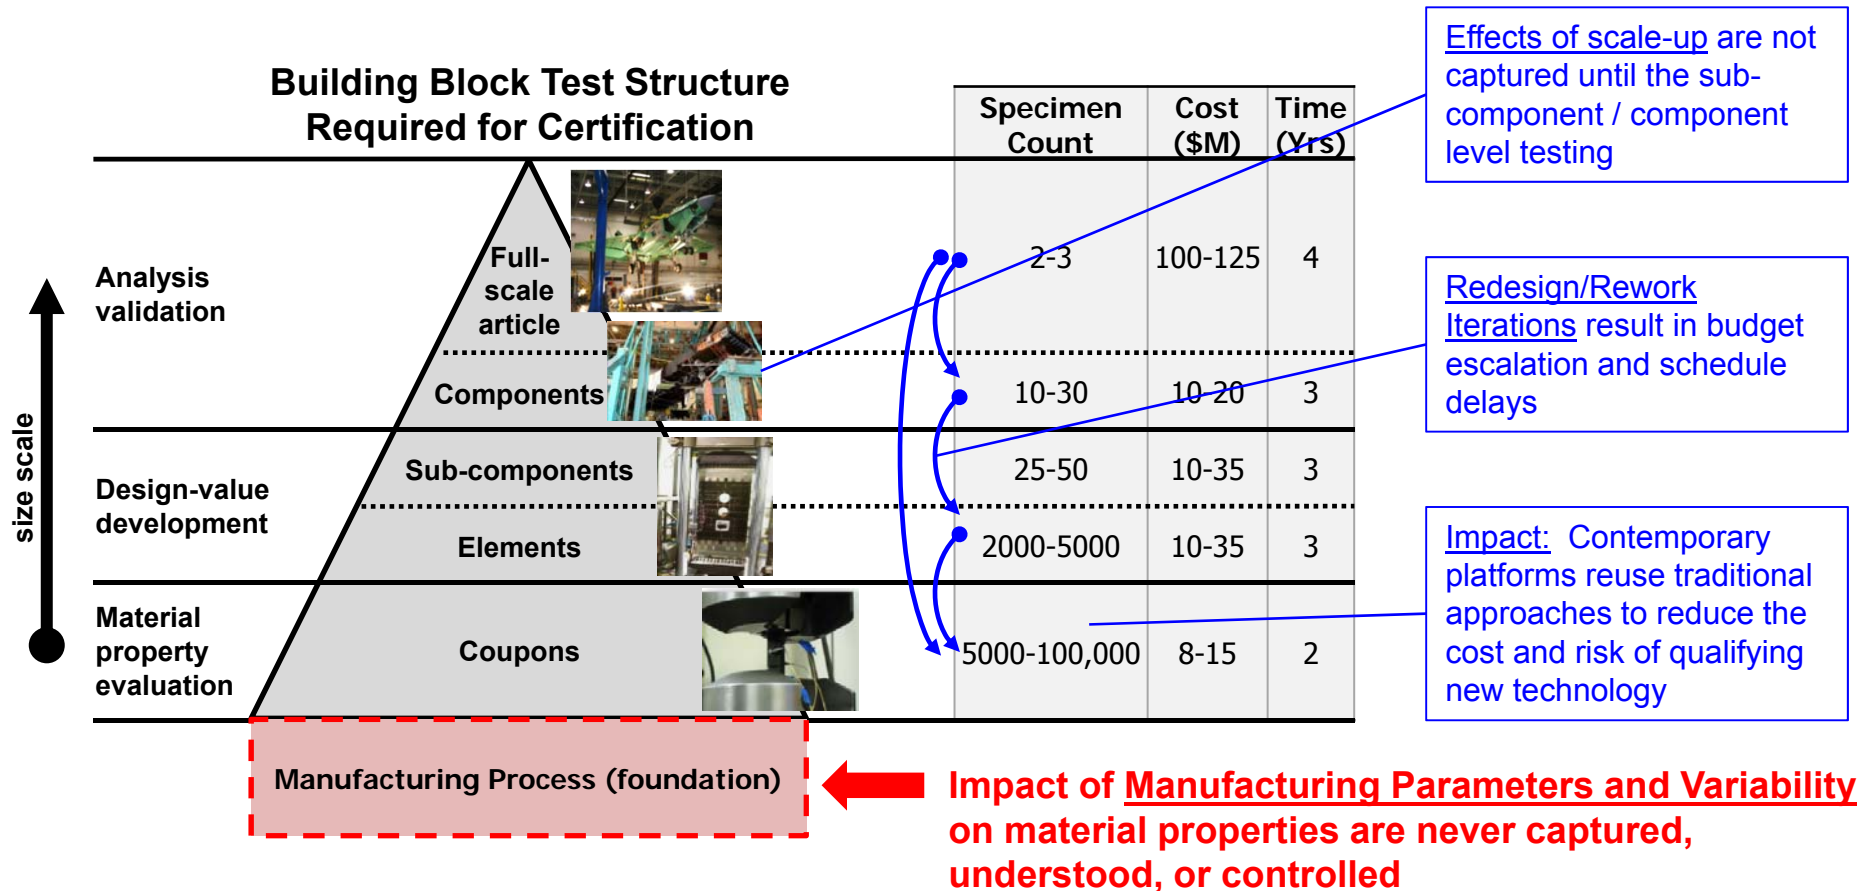 Building Block Test Structure
Required for Certification
Specimen
Count
Cost
($M)
Time
(Yrs)
size scale
Analysis
validation
Full-
scale
article
2-3
100-125
4
Components
10-30
10-20
3
Design-value
development
Sub-components
25-50
10-35
3
Elements
2000-5000
10-35
3
Material
property
evaluation
Coupons
5000-100,000
8-15
2
Manufacturing Process (foundation)
Effects of scale-up are not
captured until the sub-
component / component
level testing
Redesign/Rework
Iterations result in budget
escalation and schedule
delays
Impact: Contemporary
platforms reuse traditional
approaches to reduce the
cost and risk of qualifying
new technology
Impact of Manufacturing Parameters and Variability
on material properties are never captured,
understood, or controlled